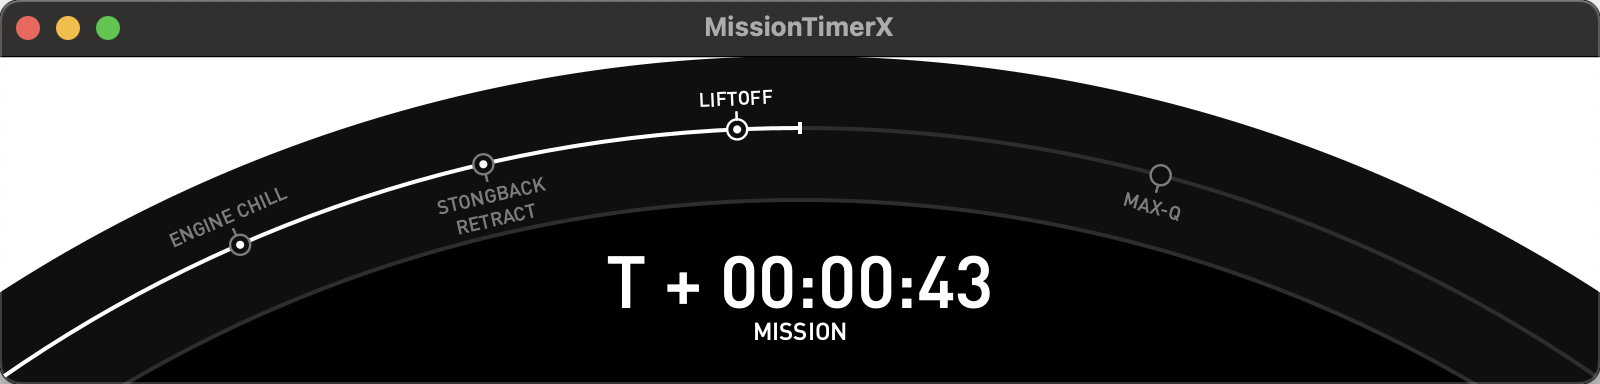 MissionTimerX
LIFTOFF
ENGINE CHILL
STONGBACK
RETRACT
MAX-Q
T + 00:00:43
MISSION